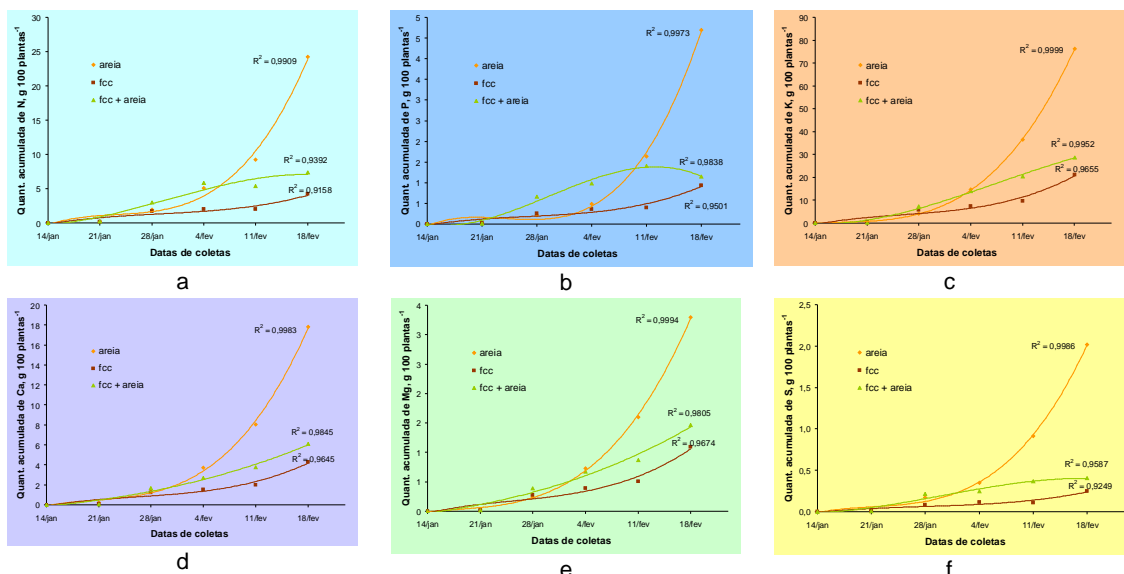 Quant. acumulada de N, g 100 plantas-1
30
25
20
15
10
5
0
14/jan 21/jan 28/jan 4/fev 11/fev 18/fev
Datas de coletas
areia
fcc
fcc + areia
R2 = 0,9909
R2 = 0,9392
R2 = 0,9158
a
Quant. acumulada de P, g 100 plantas-1
5
5
4
4
3
3
2
2
1
1
0
14/jan 21/jan 28/jan 4/fev 11/fev 18/fev
Datas de coletas
areia
fcc
fcc + areia
R2 = 0,9973
R2 = 0,9838
R2 = 0,9501
b
Quant. acumulada de K, g 100 plantas-1
90
80
70
60
50
40
30
20
10
0
14/jan 21/jan 28/jan 4/fev 11/fev 18/fev
Datas de coletas
areia
fcc
fcc + areia
R2 = 0,9999
R2 = 0,9952
R2 = 0,9655
c
Quant. acumulada de Ca, g 100 plantas-1
20
18
16
14
12
10
8
6
4
2
0
14/jan 21/jan 28/jan 4/fev 11/fev 18/fev
Datas de coletas
areia
fcc
fcc + areia
R2 = 0,9983
R2 = 0,9845
R2 = 0,9645
d
Quant. acumulada de Mg, g 100 plantas-1
4
3
3
2
2
1
1
0
14/jan 21/jan 28/jan 4/fev 11/fev 18/fev
Datas de coletas
areia
fcc
fcc + areia
R2 = 0,9994
R2 = 0,9805
R2 = 0,9674
e
Quant. acumulada de S, g 100 plantas-1
2,5
2,0
1,5
1,0
0,5
0,0
14/jan 21/jan 28/jan 4/fev 11/fev 18/fev
Datas de coletas
areia
fcc
fcc + areia
R2 = 0,9986
R2 = 0,9587
R2 = 0,9249
f